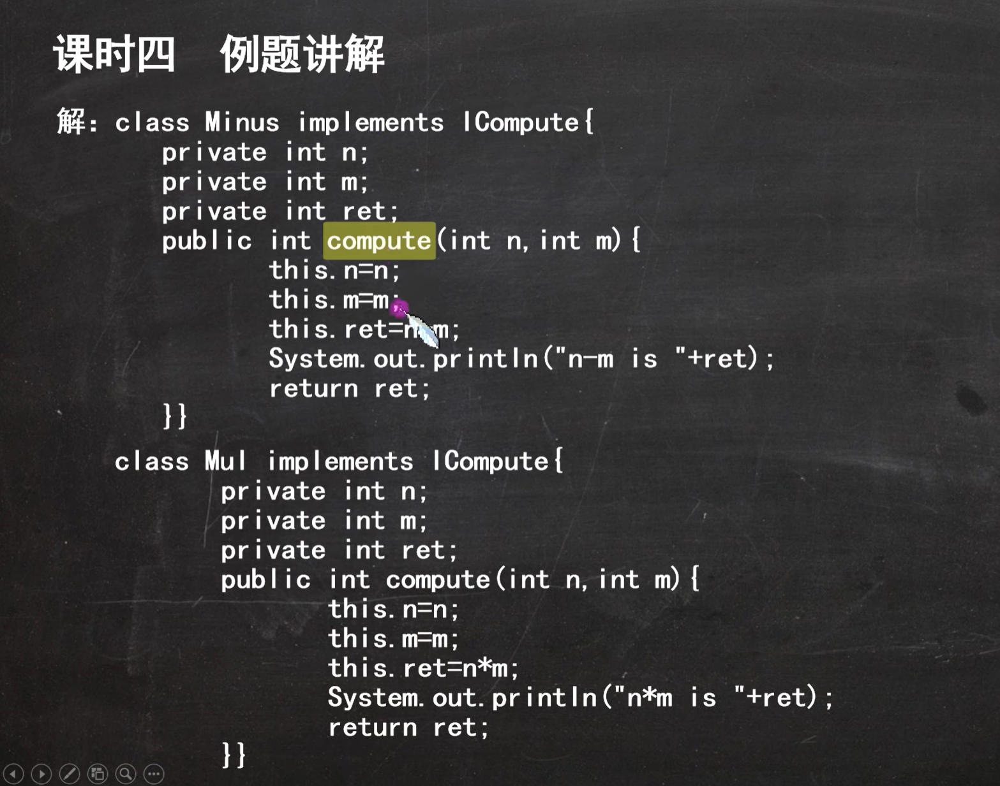 课时四 例题讲解
解：class Minus implements ICompute{
private int n;
private int m;
private int ret;
public int compute(int n,int m){
this.n=n;
this.m=m;
this.ret=n m;
System.out.println("n-m is "+ret);
return ret;
}}
class Mul implements ICompute{
private int n;
private int m;
private int ret;
public int compute(int n,int m){
this.n=n;
this.m=m;
this.ret=n*m;
System.out.println("n*m is "+ret);
return ret;
}}